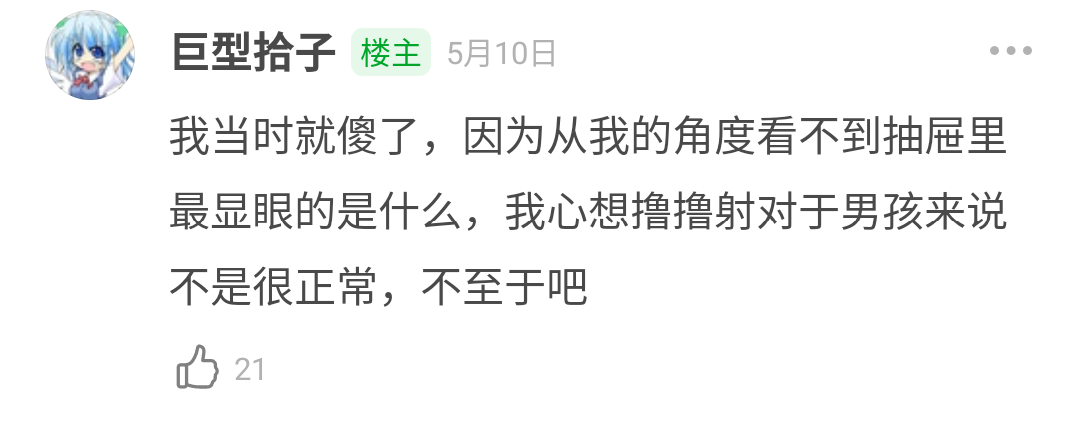 巨型拾子 楼主 5月10日
我当时就傻了，因为从我的角度看不到抽屉里
最显眼的是什么，我心想撸撸射对于男孩来说
不是很正常，不至于吧
21